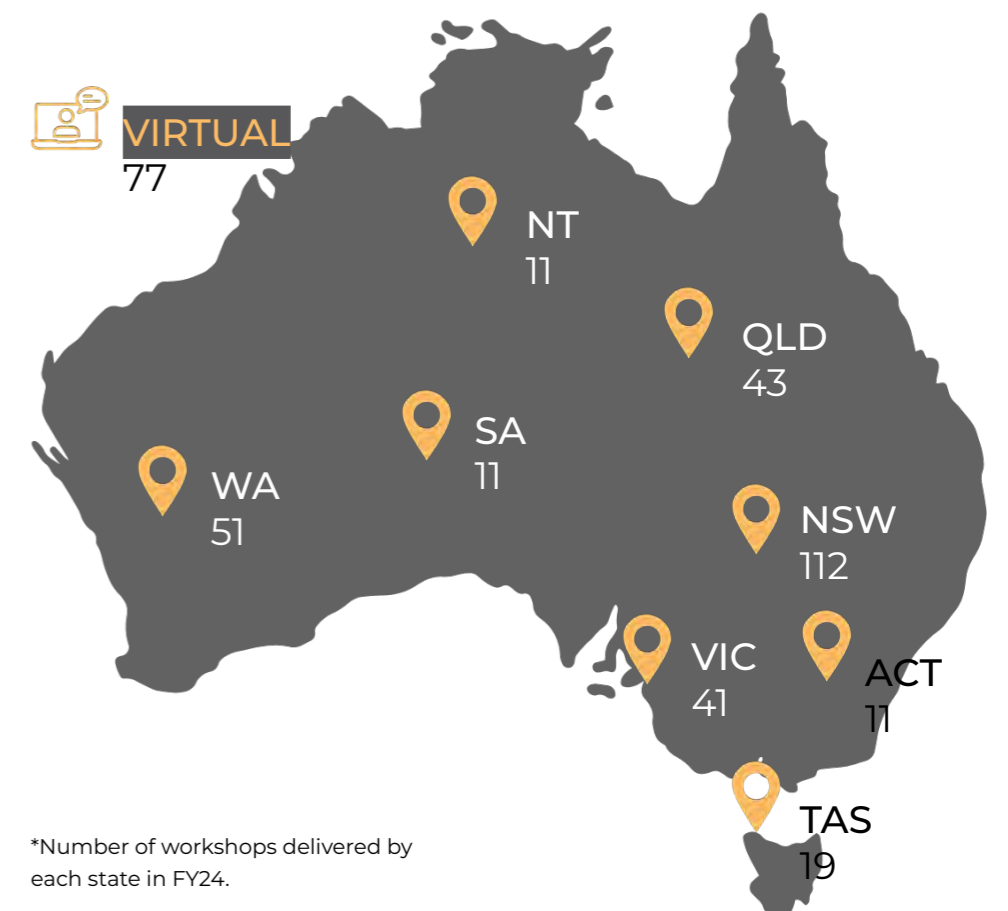 VIRTUAL
77
NT
11
QLD
43
SA
11
WA
51
NSW
112
VIC
41
ACT
11
TAS
19
*Number of workshops delivered by
each state in FY24.